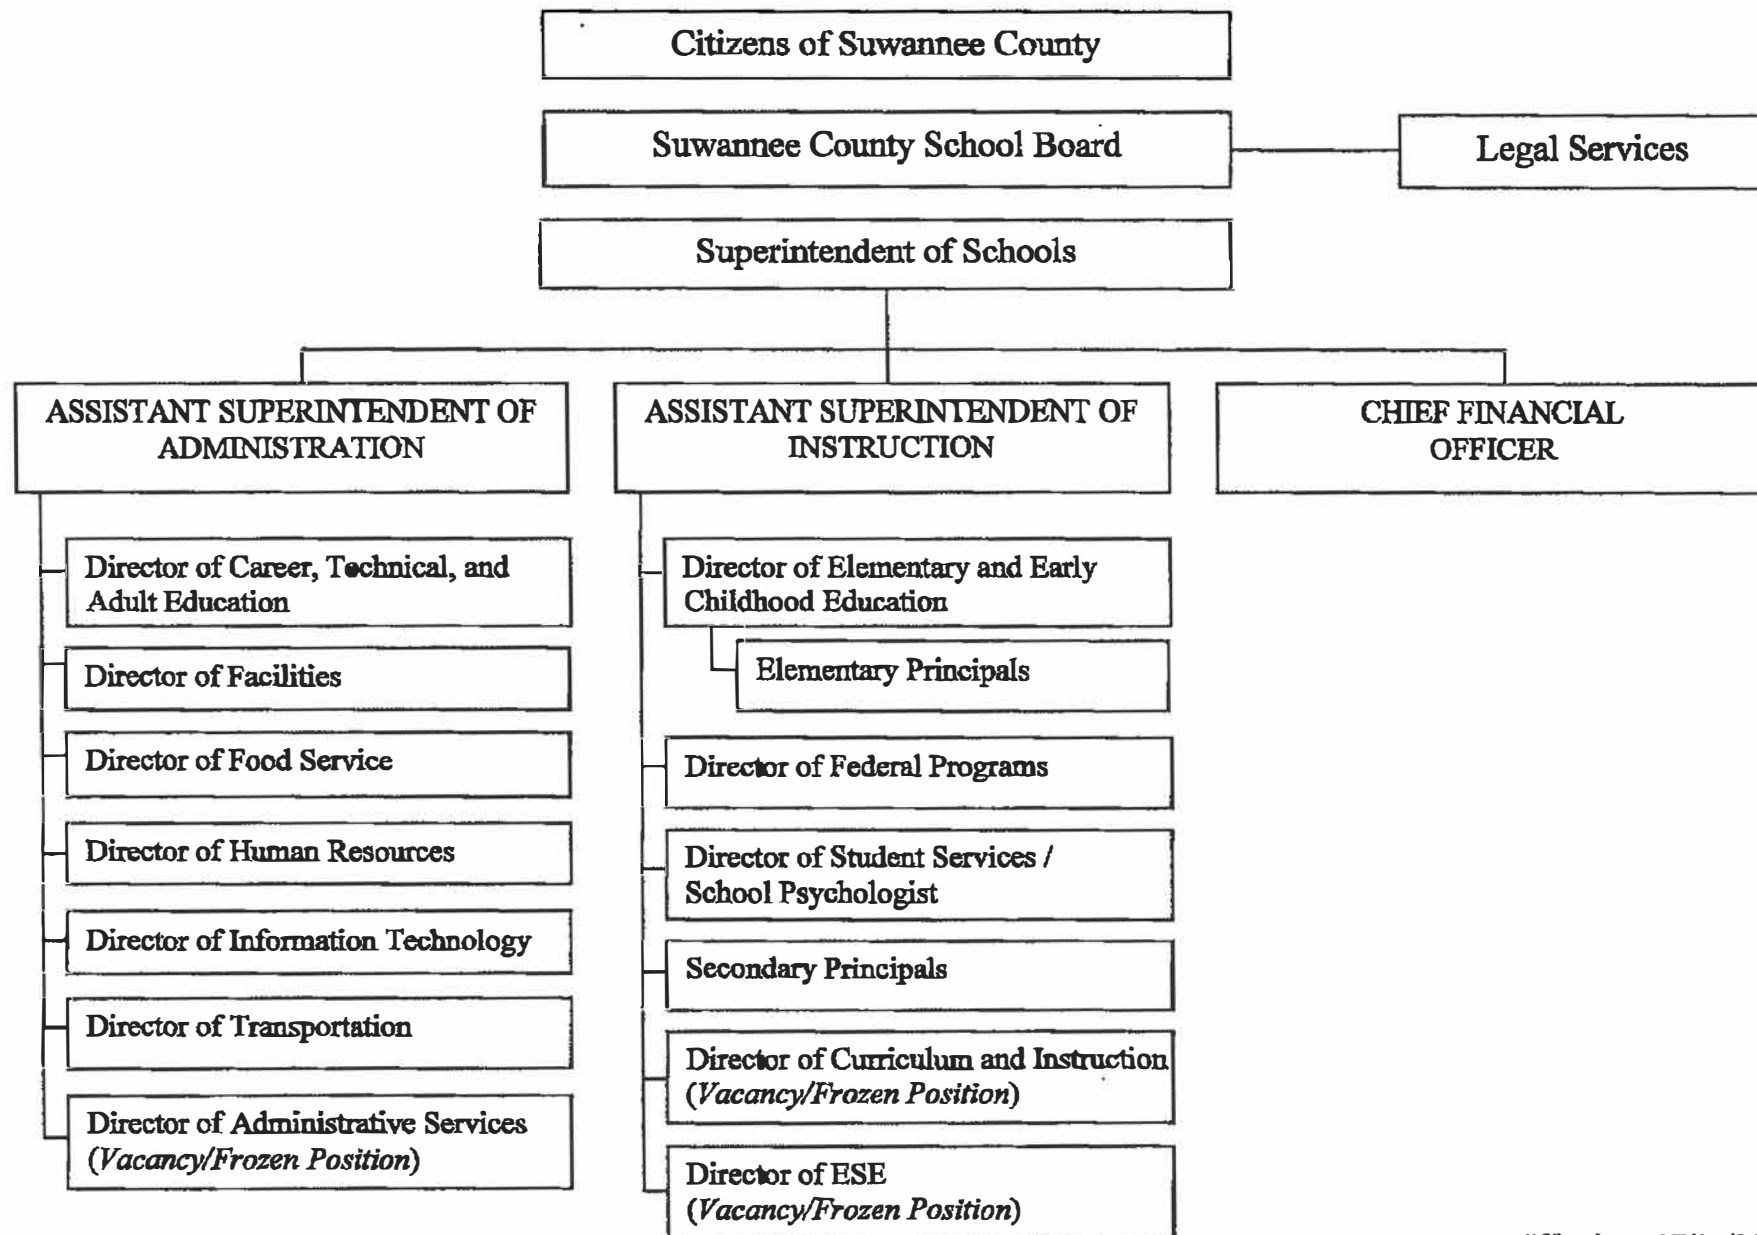 Citizens of Suwannee County
Suwannee County School Board
Legal Services
Superintendent of Schools
ASSISTANT SUPERINTENDENT OF
ADMINISTRATION
ASSISTANT SUPERINTENDENT OF
INSTRUCTION
CHIEF FINANCIAL
OFFICER
Director of Career, Technical, and
Adult Education
Director of Facilities
Director of Food Service
Director of Human Resources
Director of Information Technology
Director of Transportation
Director of Administrative Services
(Vacancy/Frozen Position)
Director of Elementary and Early
Childhood Education
Elementary Principals
Director of Federal Programs
Director of Student Services /
School Psychologist
Secondary Principals
Director of Curriculum and Instruction
(Vacancy/Frozen Position)
Director of ESE
(Vacancy/Frozen Position)